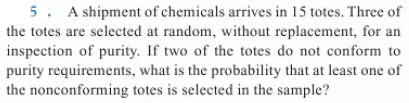 5 . A shipment of chemicals arrives in 15 totes. Three of
the totes are selected at random, without replacement, for an
inspection of purity. If two of the totes do not conform to
purity requirements, what is the probability that at least one of
the nonconforming totes is selected in the sample?